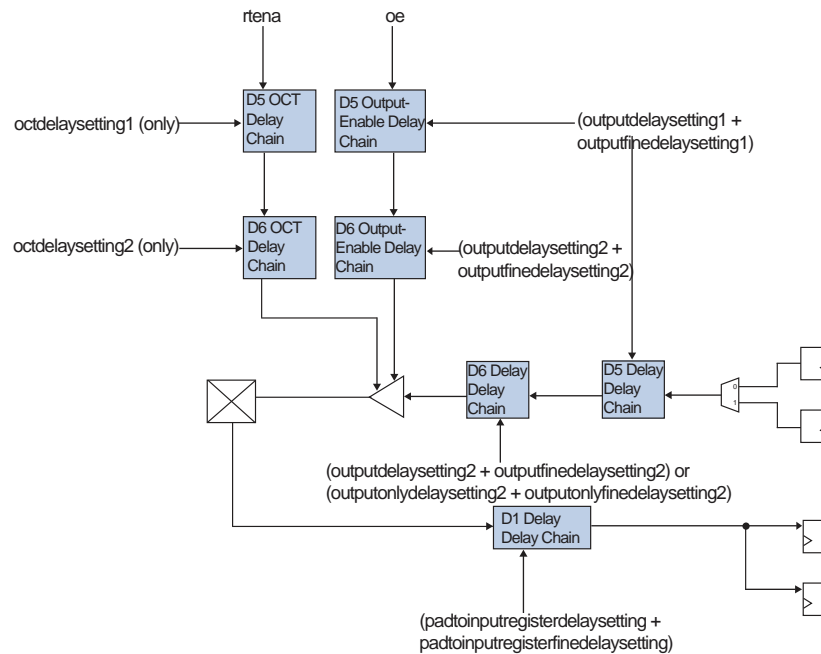 rtena
oe
D5 OCT
Delay
Chain
D5 Output-
Enable Delay
Chain
octdelaysetting1 (only)
(outputdelaysetting1 +
outputfinedelaysetting1)
D6 OCT
Delay
Chain
D6 Output-
Enable Delay
Chain
octdelaysetting2 (only)
(outputdelaysetting2 +
outputfinedelaysetting2)
D6 Delay
Delay
Chain
D5 Delay
Delay
Chain
0
1
(outputdelaysetting2 + outputfinedelaysetting2) or
(outputonlydelaysetting2 + outputonlyfinedelaysetting2)
D1 Delay
Delay Chain
(padtoinputregisterdelaysetting +
padtoinputregisterfinedelaysetting)